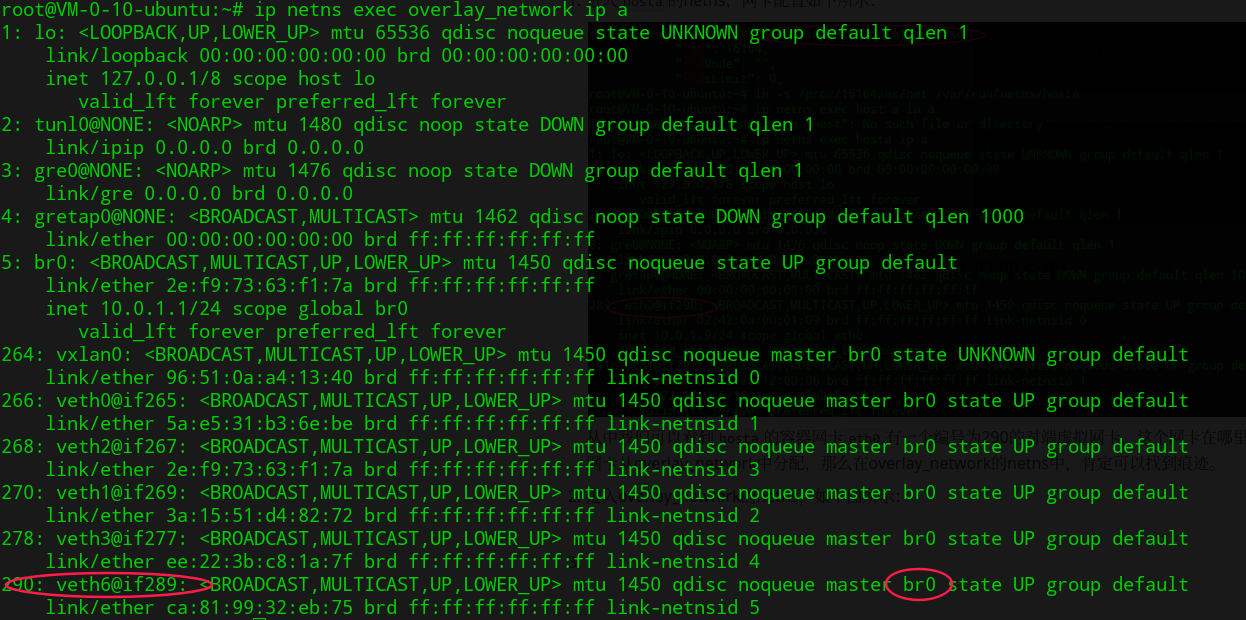 root@VM-0-10-ubuntu:~# ip netns exec overlay_network ip a
1: lo: <LOOPBACK,UP,LOWER_UP> mtu 65536 qdisc noqueue state UNKNOWN group default qlen 1
    link/loopback 00:00:00:00:00:00 brd 00:00:00:00:00:00
    inet 127.0.0.1/8 scope host lo
       valid_lft forever preferred_lft forever
2: tunl0@NONE: <NOARP> mtu 1480 qdisc noop state DOWN group default qlen 1
    link/ipip 0.0.0.0 brd 0.0.0.0
3: gre0@NONE: <NOARP> mtu 1476 qdisc noop state DOWN group default qlen 1
    link/gre 0.0.0.0 brd 0.0.0.0
4: gretap0@NONE: <BROADCAST,MULTICAST> mtu 1462 qdisc noop state DOWN group default qlen 1000
    link/ether 00:00:00:00:00:00 brd ff:ff:ff:ff:ff:ff
5: br0: <BROADCAST,MULTICAST,UP,LOWER_UP> mtu 1450 qdisc noqueue state UP group default
    link/ether 2e:f9:73:63:f1:7a brd ff:ff:ff:ff:ff:ff
    inet 10.0.1.1/24 scope global br0
       valid_lft forever preferred_lft forever
264: vxlan0: <BROADCAST,MULTICAST,UP,LOWER_UP> mtu 1450 qdisc noqueue master br0 state UNKNOWN group default
    link/ether 96:51:0a:a4:13:40 brd ff:ff:ff:ff:ff:ff link-netnsid 0
266: veth0@if265: <BROADCAST,MULTICAST,UP,LOWER_UP> mtu 1450 qdisc noqueue master br0 state UP group default
    link/ether 5a:e5:31:b3:6e:be brd ff:ff:ff:ff:ff:ff link-netnsid 1
268: veth2@if267: <BROADCAST,MULTICAST,UP,LOWER_UP> mtu 1450 qdisc noqueue master br0 state UP group default
    link/ether 2e:f9:73:63:f1:7a brd ff:ff:ff:ff:ff:ff link-netnsid 3
270: veth1@if269: <BROADCAST,MULTICAST,UP,LOWER_UP> mtu 1450 qdisc noqueue master br0 state UP group default
    link/ether 3a:15:51:d4:82:72 brd ff:ff:ff:ff:ff:ff link-netnsid 2
278: veth3@if277: <BROADCAST,MULTICAST,UP,LOWER_UP> mtu 1450 qdisc noqueue master br0 state UP group default
    link/ether ee:22:3b:c8:1a:7f brd ff:ff:ff:ff:ff:ff link-netnsid 4
290: veth6@if289: <BROADCAST,MULTICAST,UP,LOWER_UP> mtu 1450 qdisc noqueue master br0 state UP group default
    link/ether ca:81:99:32:eb:75 brd ff:ff:ff:ff:ff:ff link-netnsid 5